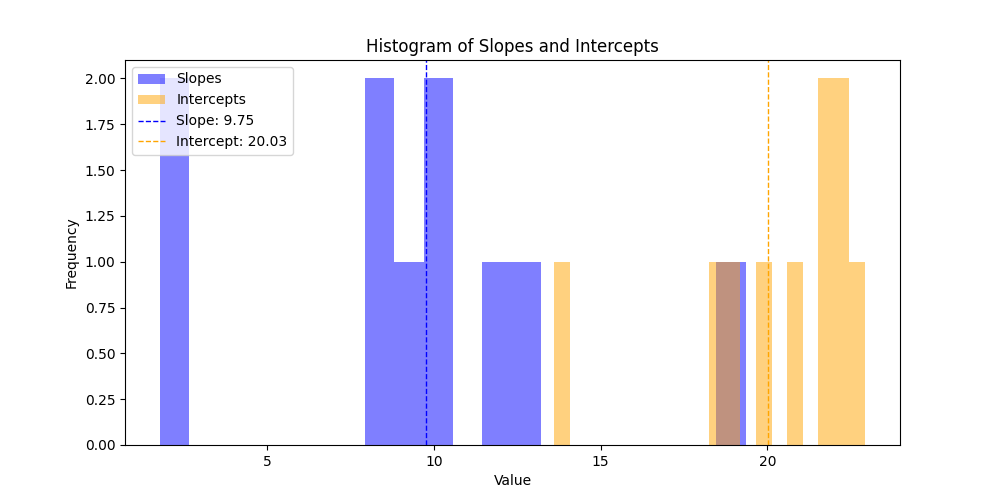 Histogram of Slopes and Intercepts
Slopes
Intercepts
Slope: 9.75
Intercept: 20.03
2.00
1.75
1.50
1.25
1.00
0.75
0.50
0.25
0.00
Frequency
5 10 15 20
Value